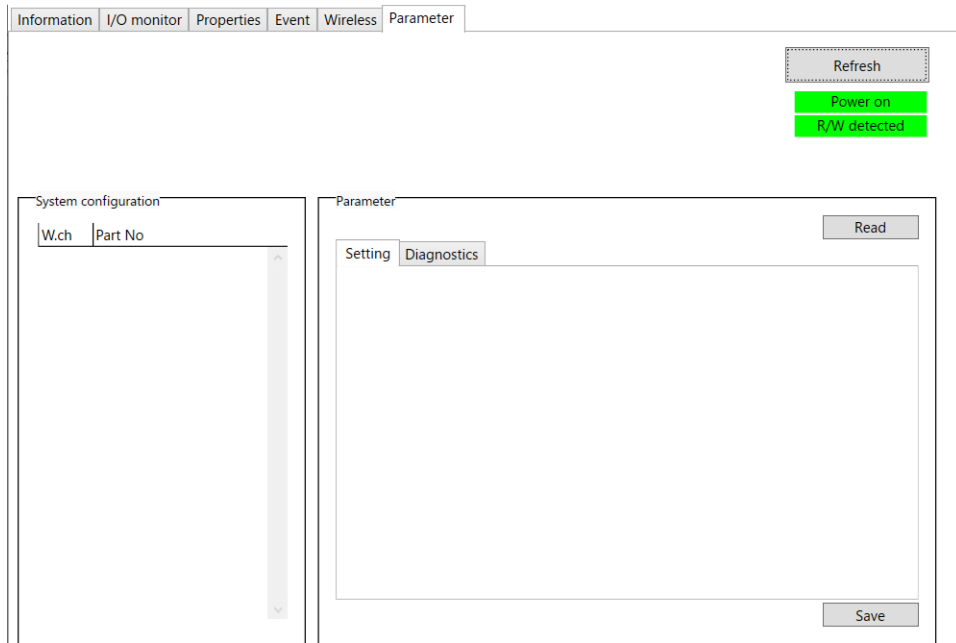 Information I/O monitor Properties Event Wireless Parameter
Refresh
Power on
R/W detected
System configuration
W.ch Part No
Parameter
Read
Setting Diagnostics
Save